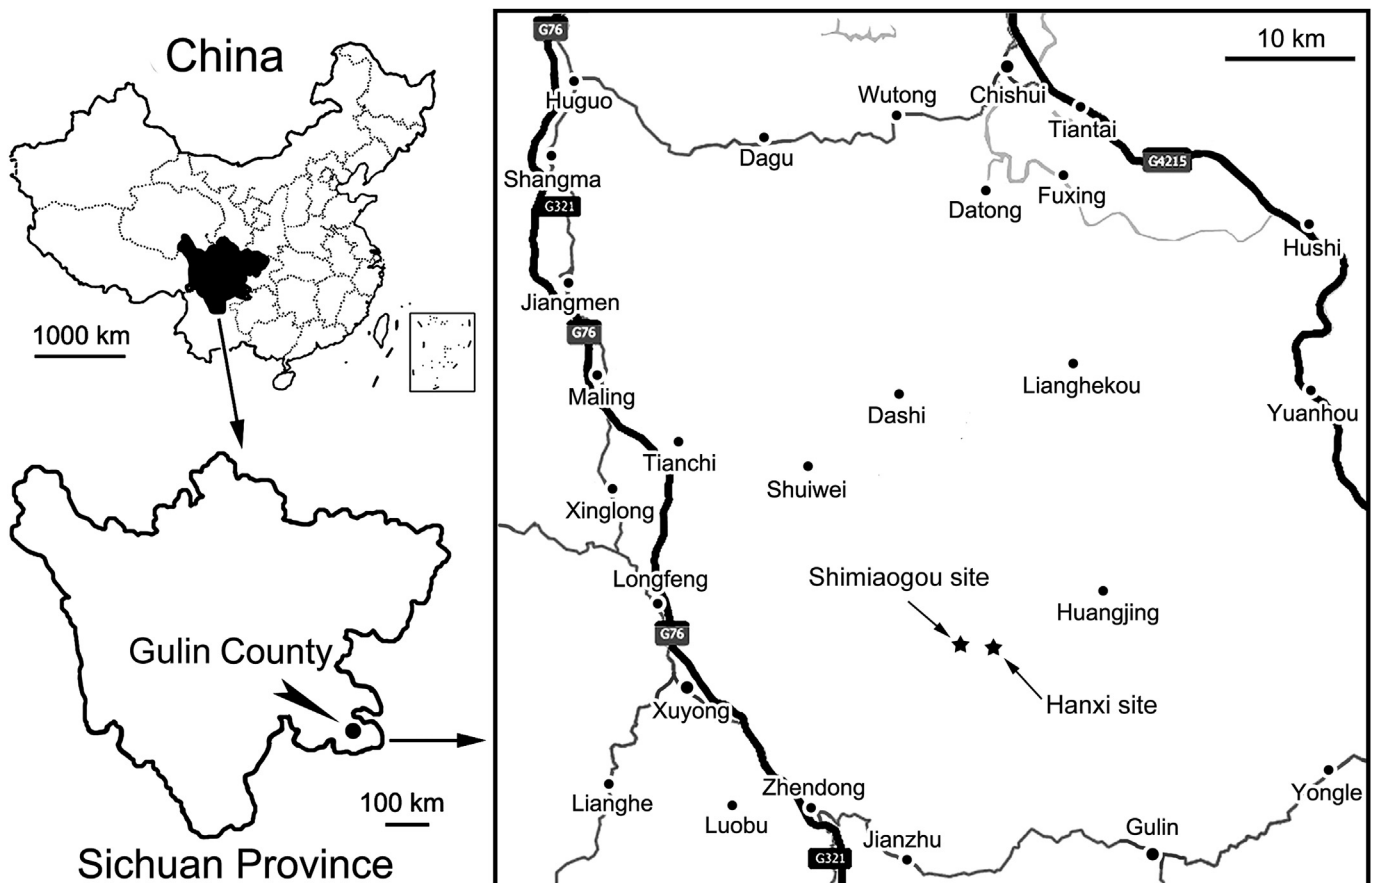 China
1000 km
Gulin County
100 km
Sichuan Province
G76
10 km
Huguo
Wutong
Chishui
Tiantai
Dagu
G4215
Shangma
Fuxing
G321
Datong
Hushi
Jiangmen
G76
Maling
Lianghekou
Dashi
Yuanhou
Tianchi
Shuiwei
Xinglong
Longfeng
Shimiaogou site
Huangjing
G76
Xuyong
Hanxi site
Zhendong
Lianghe
Yongle
Luobu
Jianzhu
Gulin
G321